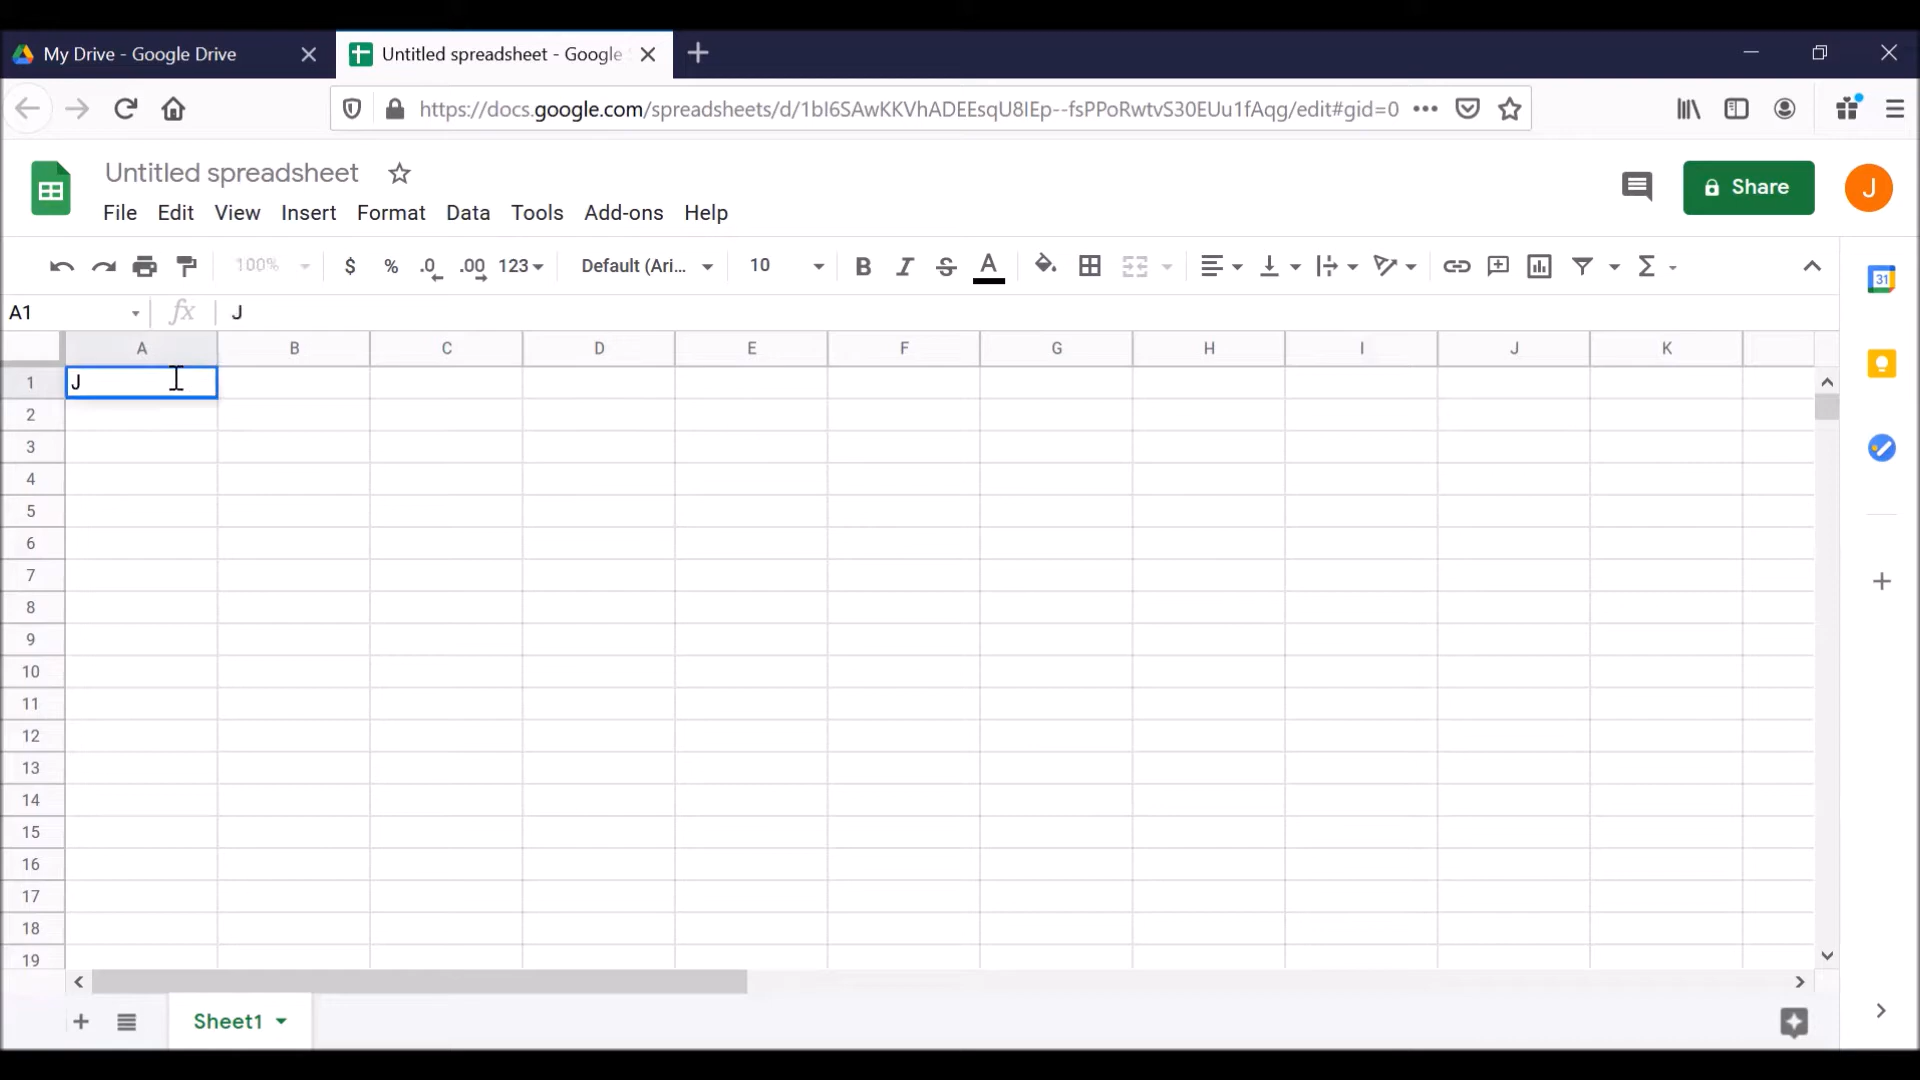 My Drive - Google Drive
Untitled spreadsheet - Google
https://docs.google.com/spreadsheets/d/1bI6SAwKKVhADEEsqU8IEp--fsPPoRwtvS30EUu1fAqg/edit#gid=0
Untitled spreadsheet
Share
J
File Edit View Insert Format Data Tools Add-ons Help
100% $ % .0 .00 123 Default (Ari... 10 B I S A
31
A1 fx J
A B C D E F G H I J K
1 J
2
3
4
5
6
7
8
9
10
11
12
13
14
15
16
17
18
19
Sheet1